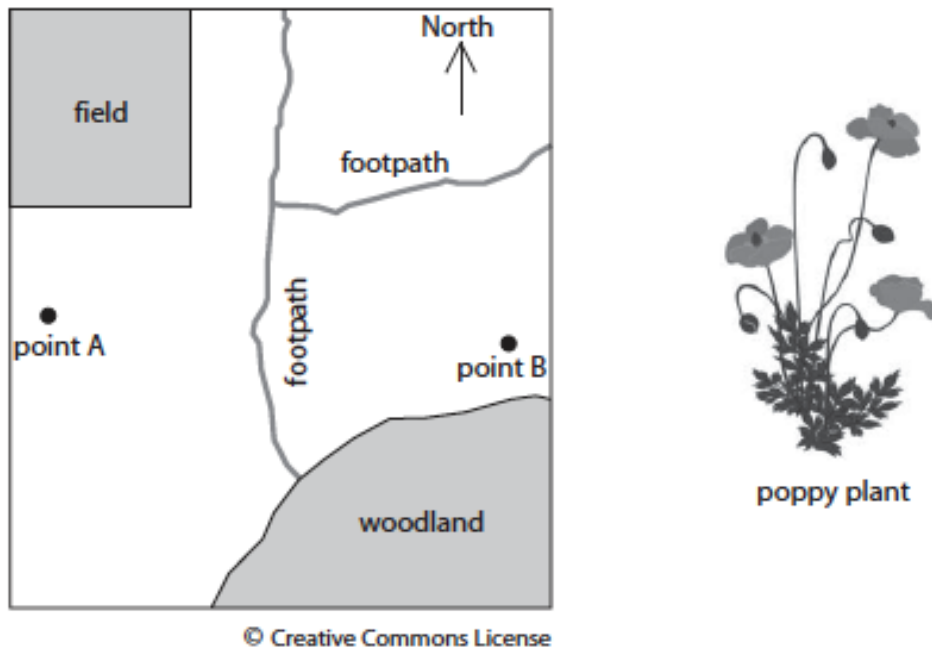 North
field
footpath
footpath
point A
point B
woodland
poppy plant
© Creative Commons License